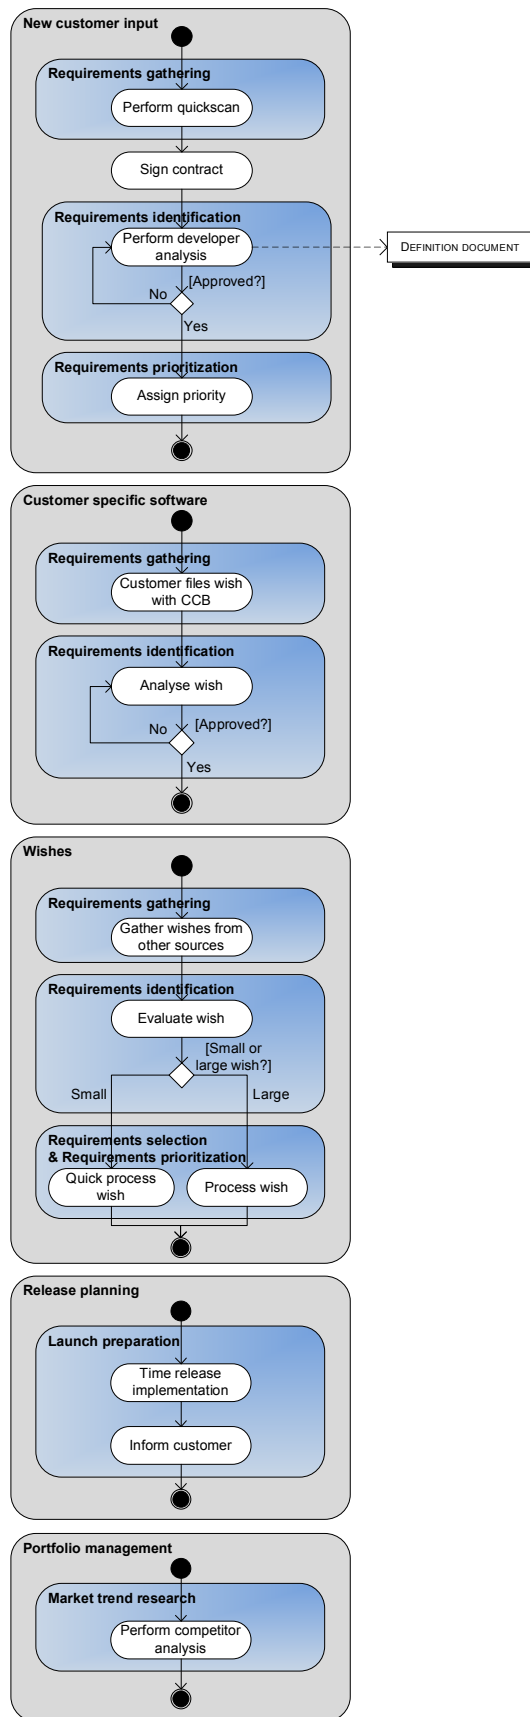 New customer input
Requirements gathering
Perform quickscan
Sign contract
Requirements identification
Perform developer
analysis
DEFINITION DOCUMENT
[Approved?]
No
Yes
Requirements prioritization
Assign priority
Customer specific software
Requirements gathering
Customer files wish
with CCB
Requirements identification
Analyse wish
No
[Approved?]
Yes
Wishes
Requirements gathering
Gather wishes from
other sources
Requirements identification
Evaluate wish
[Small or
large wish?]
Small
Large
Requirements selection
& Requirements prioritization
Quick process
wish
Process wish
Release planning
Launch preparation
Time release
implementation
Inform customer
Portfolio management
Market trend research
Perform competitor
analysis